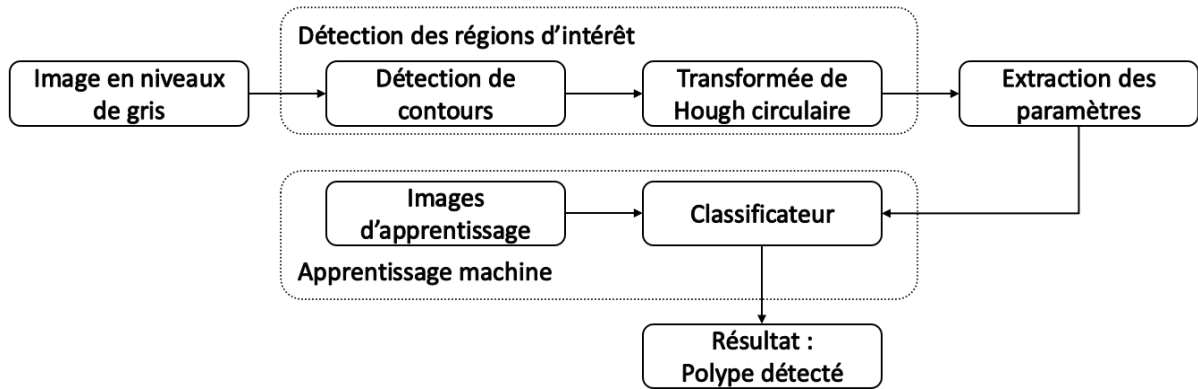 Détection des régions d'intérêt
Image en niveaux
de gris
Détection de
contours
Transformée de
Hough circulaire
Extraction des
paramètres
Images
d'apprentissage
Classificateur
Apprentissage machine
Résultat :
Polype détecté